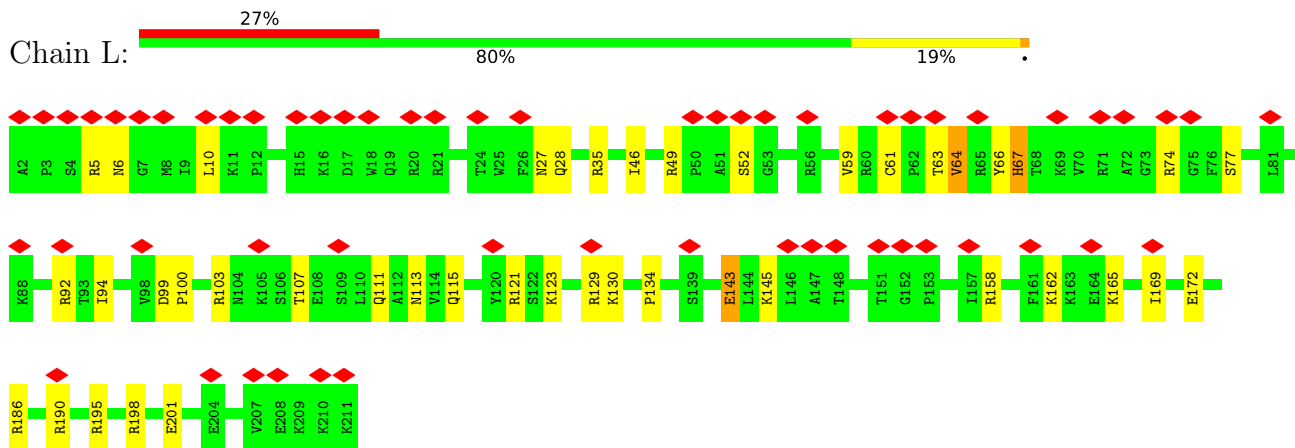 27%
Chain L:
80% 19% •
A2 P3 S4 R5 N6 G7 M8 I9 L10 K11 P12 H15 K16 D17 W18 Q19 R20 R21 T24 W25 F26 N27 Q28 R35 I46 R49 P50 A51 S52 G53 R56 V59 R60 C61 P62 T63 V64 R65 Y66 H67 T68 K69 V70 R71 A72 G73 R74 G75 F76 S77 L81
K88 R92 T93 I94 V98 D99 P100 R103 N104 K105 S106 T107 E108 S109 L110 Q111 A112 N113 V114 Q115 Y120 R121 S122 K123 R129 K130 P134 S139 E143 L144 K145 L146 A147 T148 T151 G152 P153 I157 R158 F161 K162 K163 E164 K165 I169 E172
R186 R190 R195 R198 E201 E204 V207 E208 K209 K210 K211